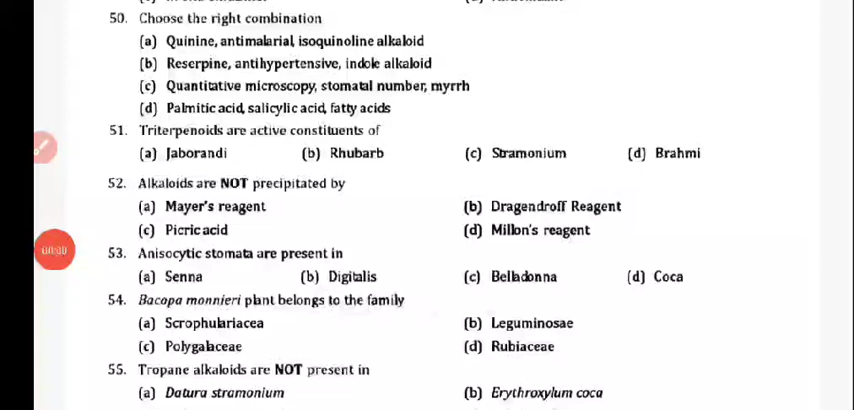 50. Choose the right combination
(a) Quinine, antimalarial, isoquinoline alkaloid
(b) Reserpine, antihypertensive, indole alkaloid
(c) Quantitative microscopy, stomatal number, myrrh
(d) Palmitic acid, salicylic acid, fatty acids
51. Triterpenoids are active constituents of
(a) Jaborandi (b) Rhubarb (c) Stramonium (d) Brahmi
52. Alkaloids are NOT precipitated by
(a) Mayer's reagent (b) Dragendroff Reagent
(c) Picric acid (d) Millon's reagent
53. Anisocytic stomata are present in
(a) Senna (b) Digitalis (c) Belladonna (d) Coca
54. Bacopa monnieri plant belongs to the family
(a) Scrophulariacea (b) Leguminosae
(c) Polygalaceae (d) Rubiaceae
55. Tropane alkaloids are NOT present in
(a) Datura stramonium (b) Erythroxylum coca